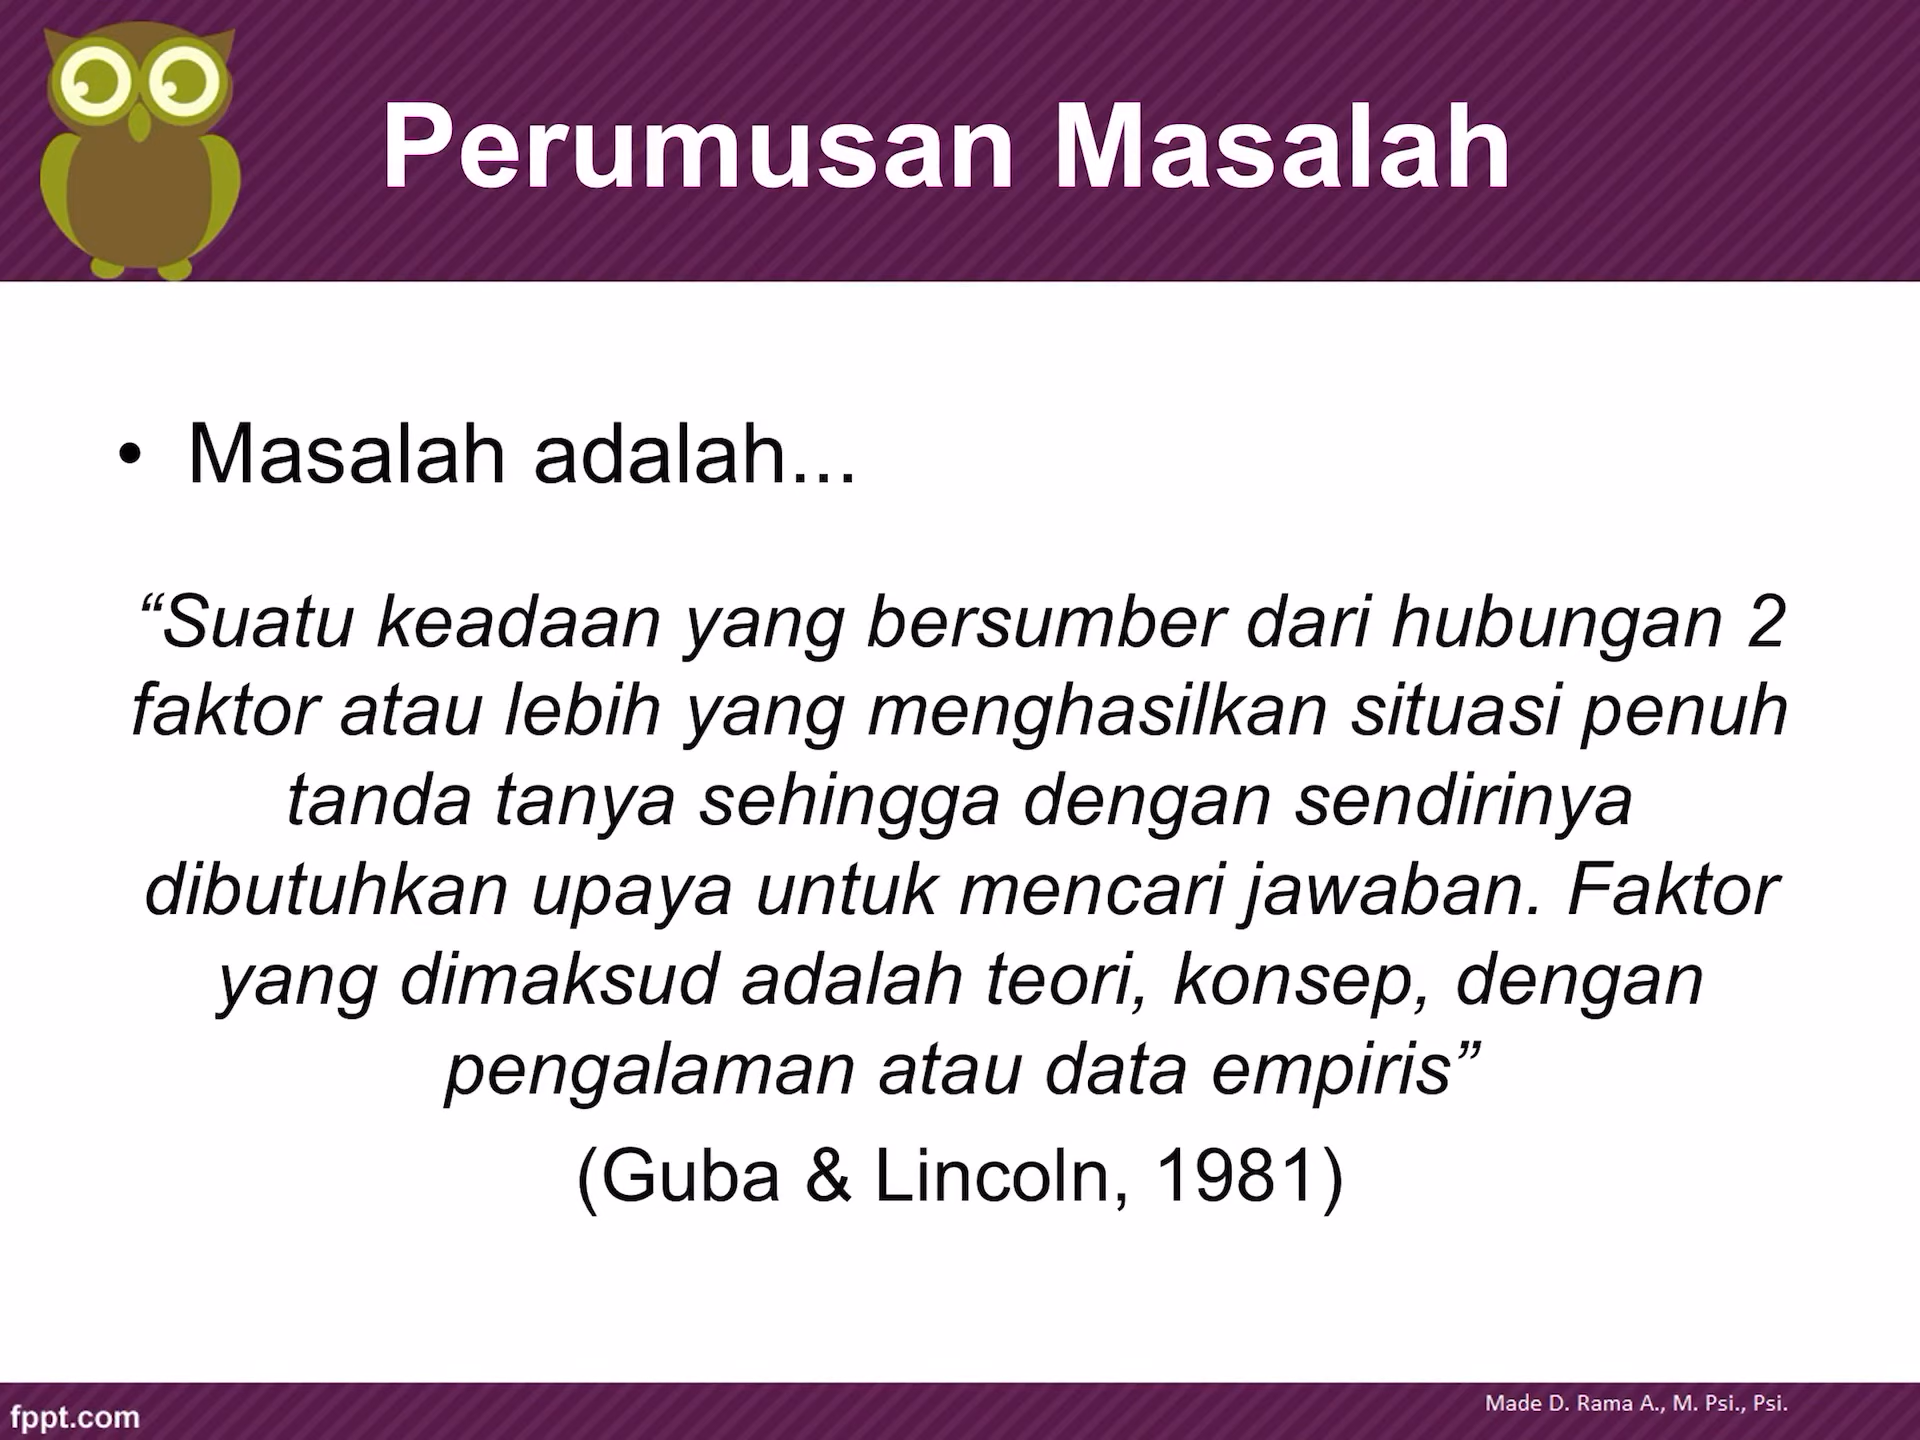 Perumusan Masalah
• Masalah adalah...
“Suatu keadaan yang bersumber dari hubungan 2
faktor atau lebih yang menghasilkan situasi penuh
tanda tanya sehingga dengan sendirinya
dibutuhkan upaya untuk mencari jawaban. Faktor
yang dimaksud adalah teori, konsep, dengan
pengalaman atau data empiris”
(Guba & Lincoln, 1981)
Made D. Rama A., M. Psi., Psi.
fppt.com